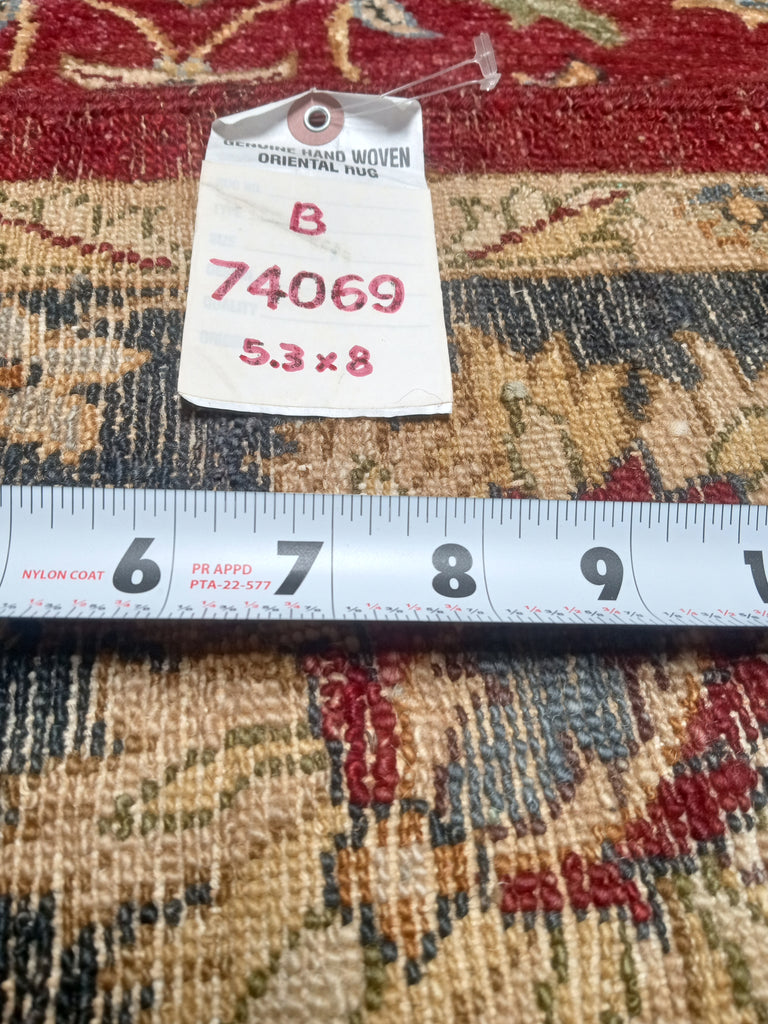 GENUINE HAND WOVEN
ORIENTAL RUG
B
74069
5.3 x 8
NYLON COAT
6
PR APPD
PTA-22-577
7
8
9